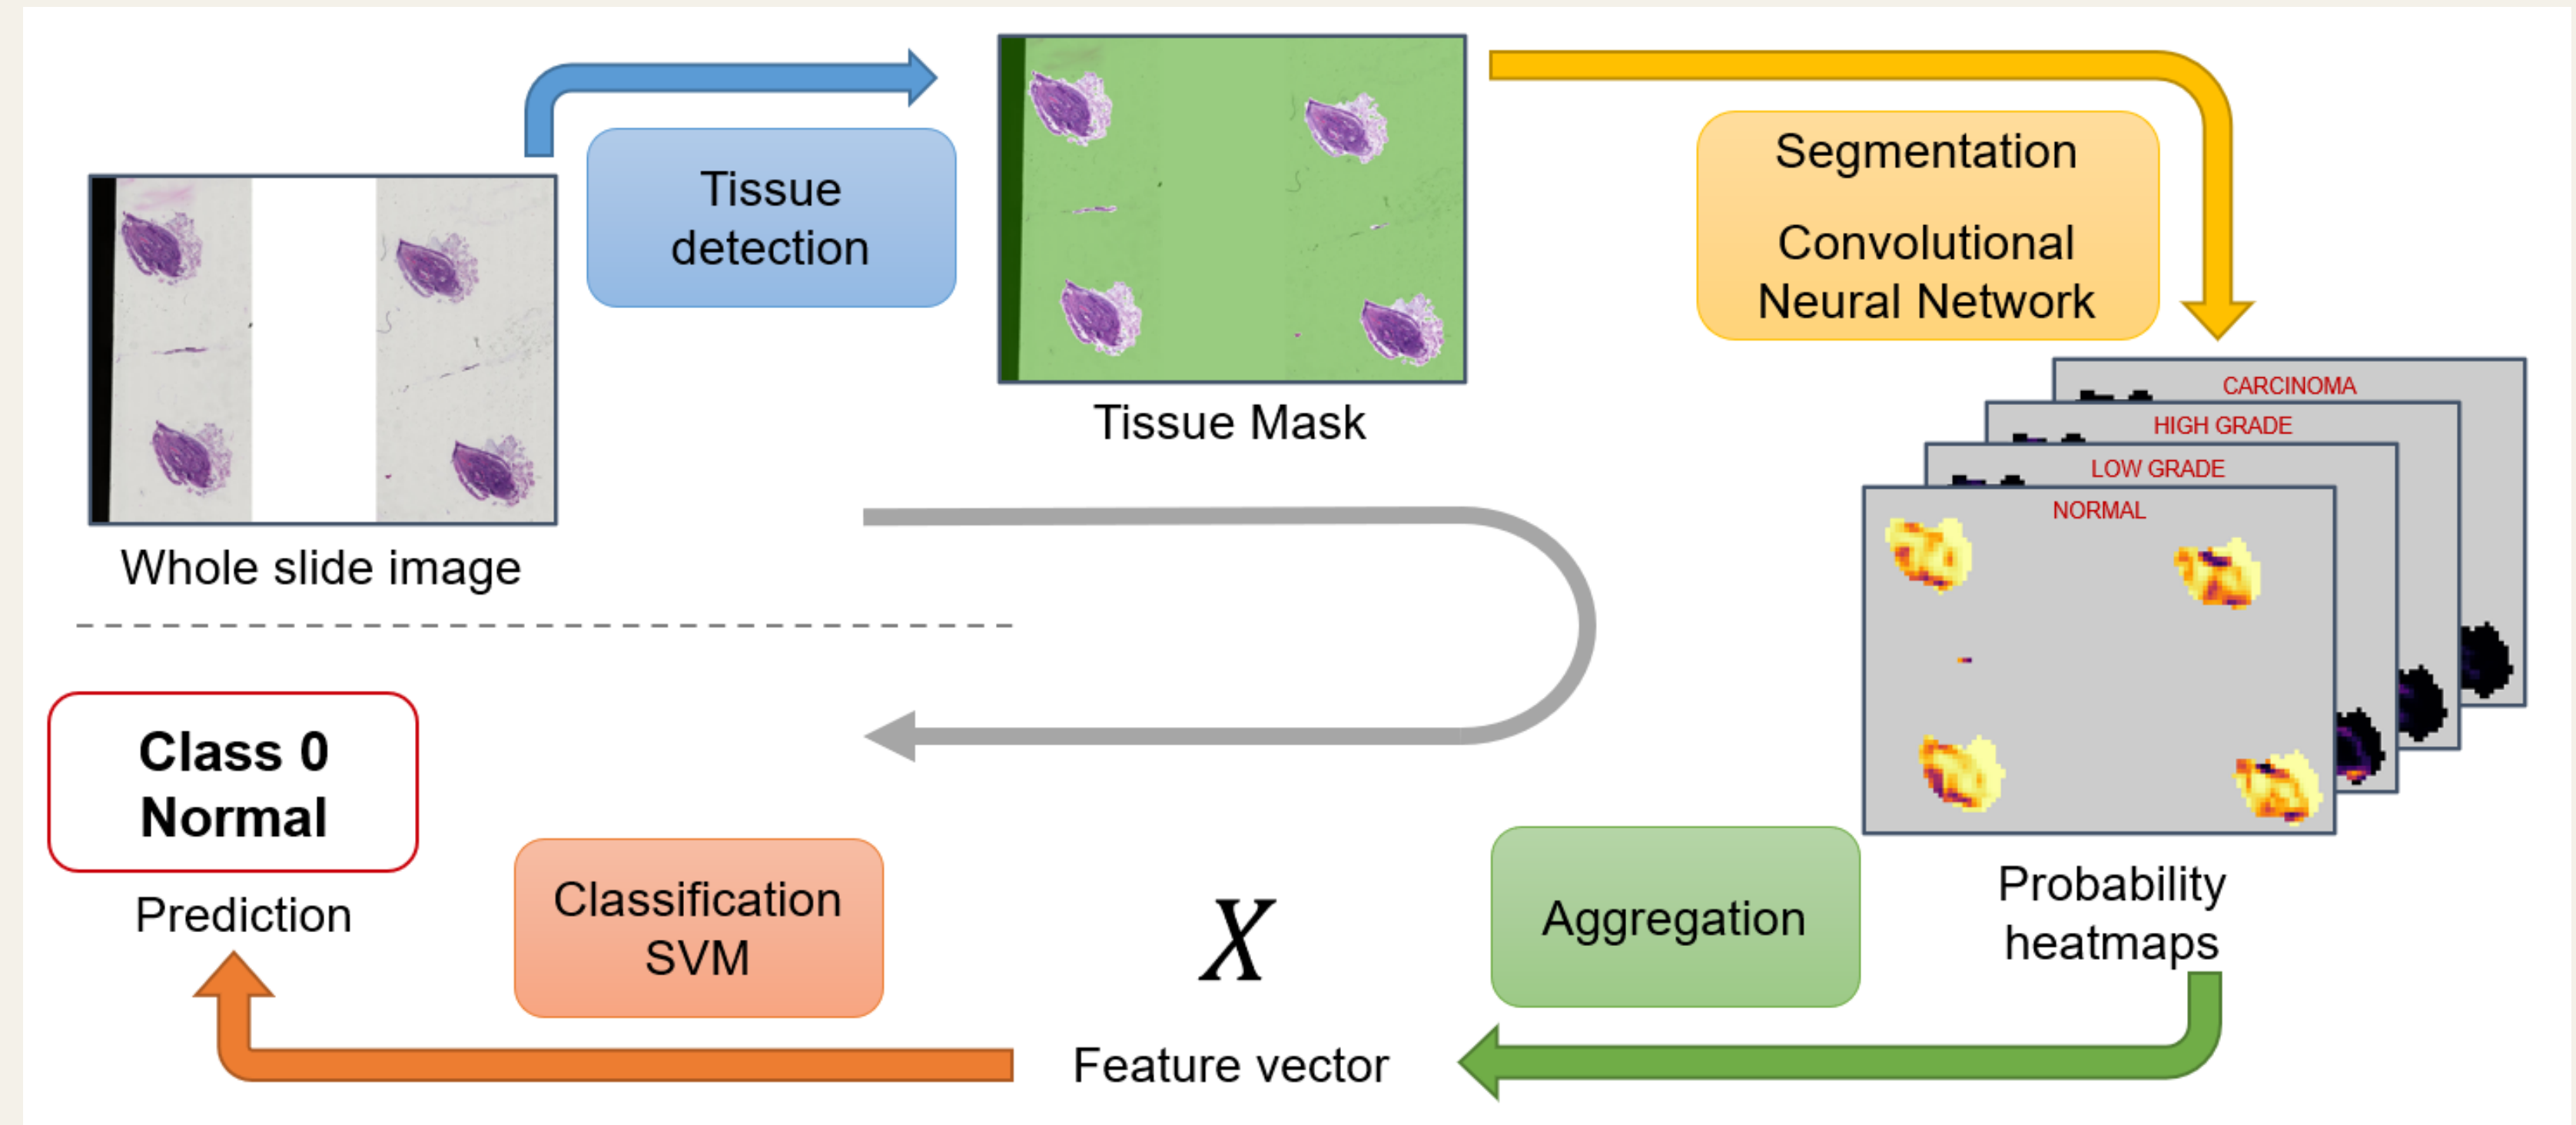 Tissue
detection
Whole slide image
Tissue Mask
Segmentation
Convolutional
Neural Network
CARCINOMA
HIGH GRADE
LOW GRADE
NORMAL
Probability
heatmaps
Aggregation
X
Feature vector
Classification
SVM
Class 0
Normal
Prediction